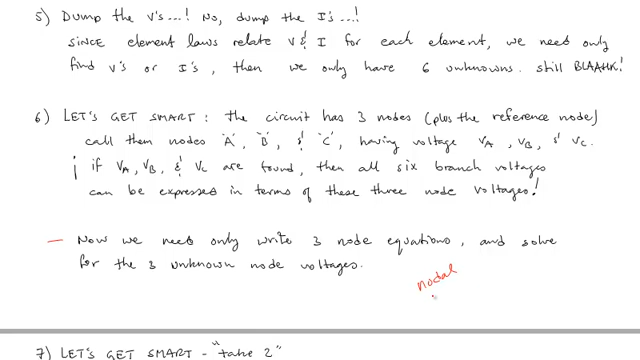 5) DUMP THE V's...! NO, DUMP THE I's...!
SINCE element laws relate V & I for each element, we need only
find V's or I's, then we only have 6 unknowns. still BLAAHK!
6) LET'S GET SMART: the circuit has 3 nodes (plus the reference node)
call them nodes 'A', 'B', & 'C', having voltage VA, VB, & VC.
¡ if VA, VB, & VC are found, then all six branch voltages
can be expressed in terms of these three node voltages!
— Now we need only write 3 node equations, and solve
for the 3 unknown node voltages.
nodal
7) LET'S GET SMART - "take 2"